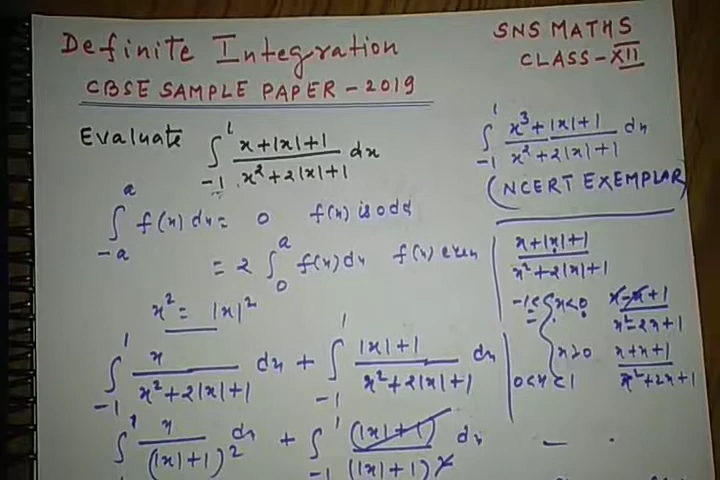 Definite Integration
CBSE SAMPLE PAPER - 2019
SNS MATHS
CLASS-XII
Evaluate ∫_{-1}^{1} (x+|x|+1)/(x²+2|x|+1) dx
∫_{-1}^{1} (x³+|x|+1)/(x²+2|x|+1) dx
(NCERT EXEMPLAR)
∫_{-a}^{a} f(x)dx = 0 f(x) is odd
= 2 ∫_{0}^{a} f(x)dx f(x) even
x² = |x|²
∫_{-1}^{1} x/(x²+2|x|+1) dx + ∫_{-1}^{1} (|x|+1)/(x²+2|x|+1) dx
∫ x/(|x|+1)² dx + ∫_{-1}^{1} (|x|+1)/(|x|+1)² dx
(x+|x|+1)/(x²+2|x|+1)
-1< x<0 (x-x+1)/(x²-2x+1)
x>0 (x+x+1)/(x²+2x+1)
0<x<1